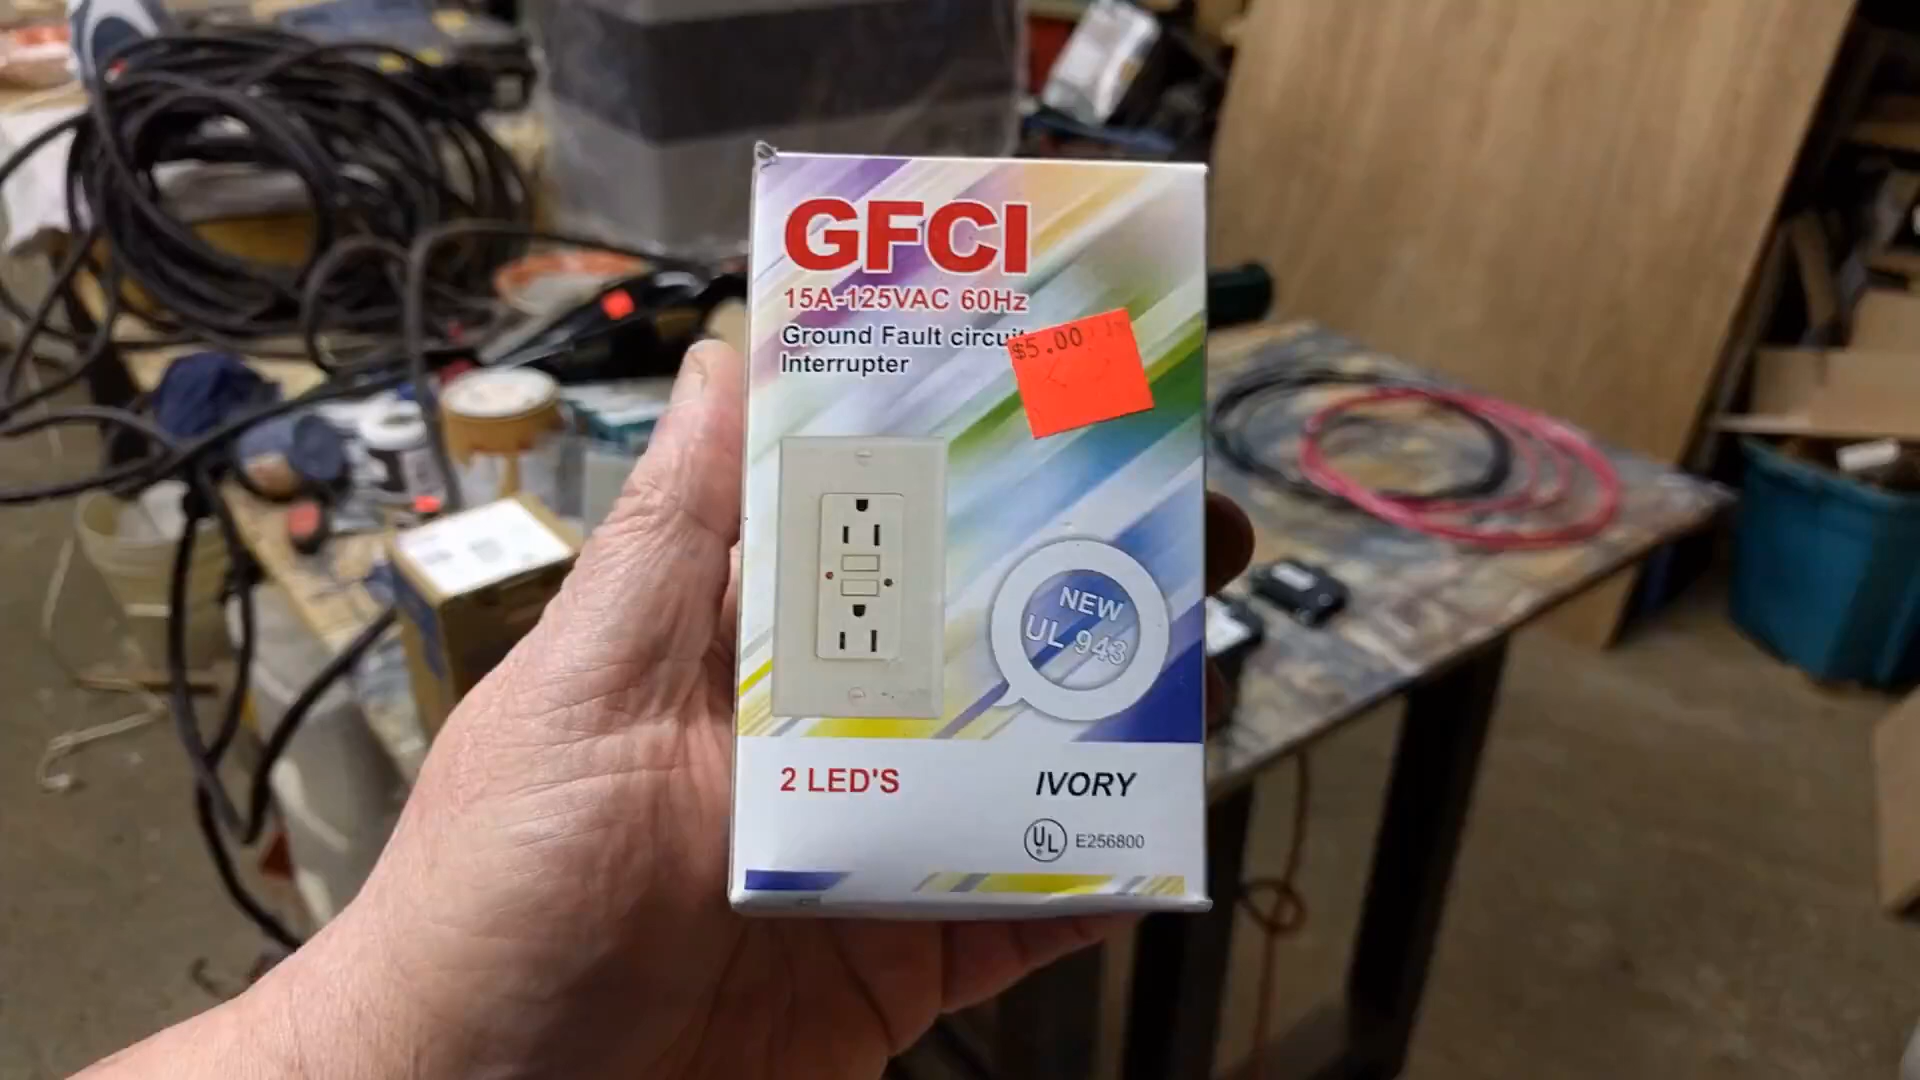 GFCI
15A-125VAC 60Hz
Ground Fault circuit
Interrupter
$5.00
NEW
UL 943
2 LED'S
IVORY
UL
E256800